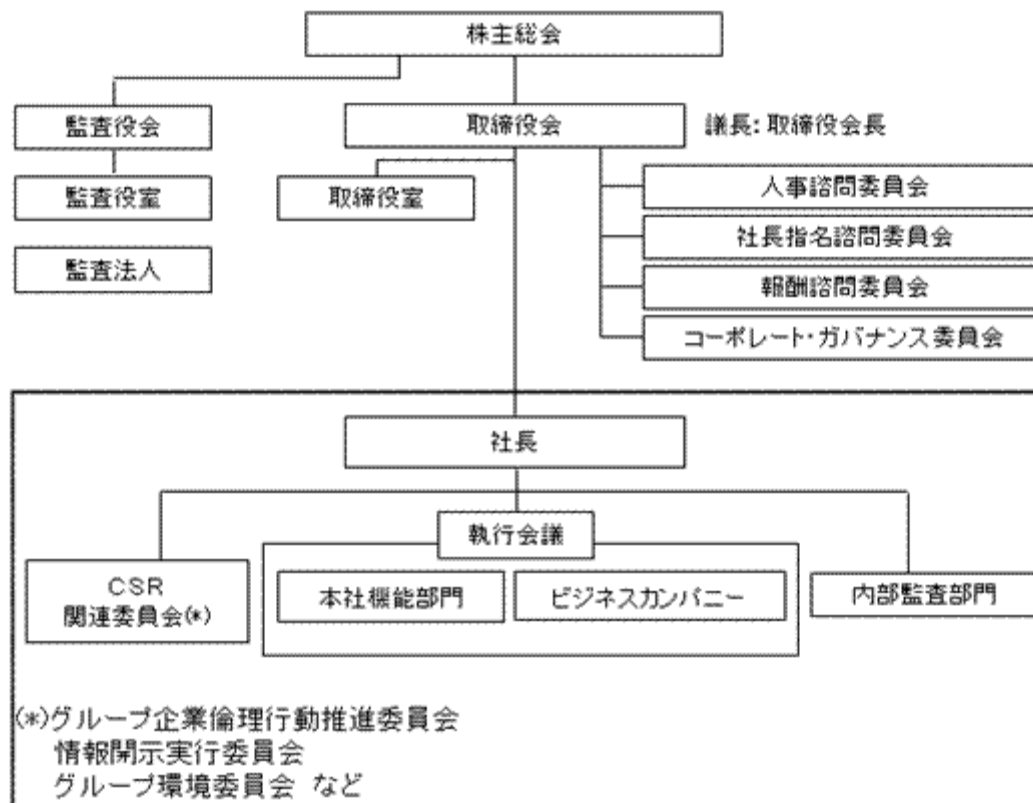 株主総会
監査役会
取締役会
議長: 取締役会長
監査役室
取締役室
人事諮問委員会
社長指名諮問委員会
監査法人
報酬諮問委員会
コーポレート・ガバナンス委員会
社長
執行会議
CSR
関連委員会(*)
本社機能部門
ビジネスカンパニー
内部監査部門
(*)グループ企業倫理行動推進委員会
情報開示実行委員会
グループ環境委員会 など